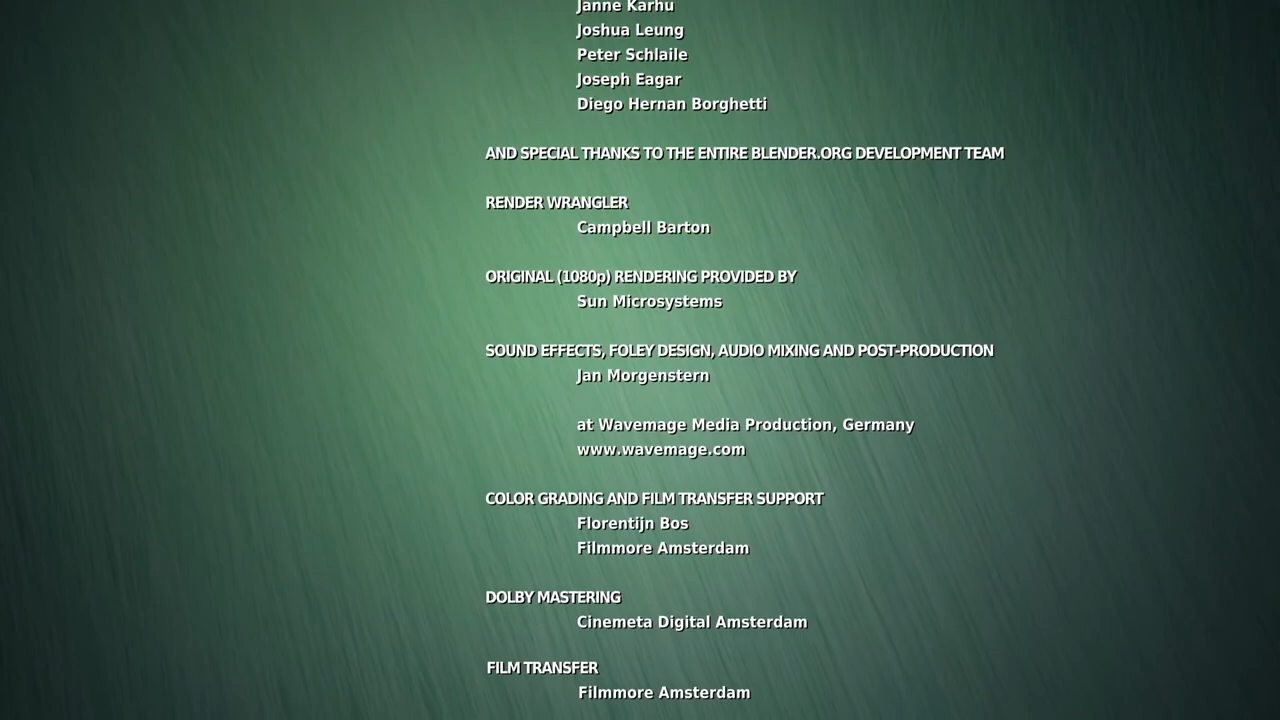 Janne Karhu
Joshua Leung
Peter Schlaile
Joseph Eagar
Diego Hernan Borghetti
AND SPECIAL THANKS TO THE ENTIRE BLENDER.ORG DEVELOPMENT TEAM
RENDER WRANGLER
Campbell Barton
ORIGINAL (1080p) RENDERING PROVIDED BY
Sun Microsystems
SOUND EFFECTS, FOLEY DESIGN, AUDIO MIXING AND POST-PRODUCTION
Jan Morgenstern
at Wavemage Media Production, Germany
www.wavemage.com
COLOR GRADING AND FILM TRANSFER SUPPORT
Florentijn Bos
Filmmore Amsterdam
DOLBY MASTERING
Cinemeta Digital Amsterdam
FILM TRANSFER
Filmmore Amsterdam